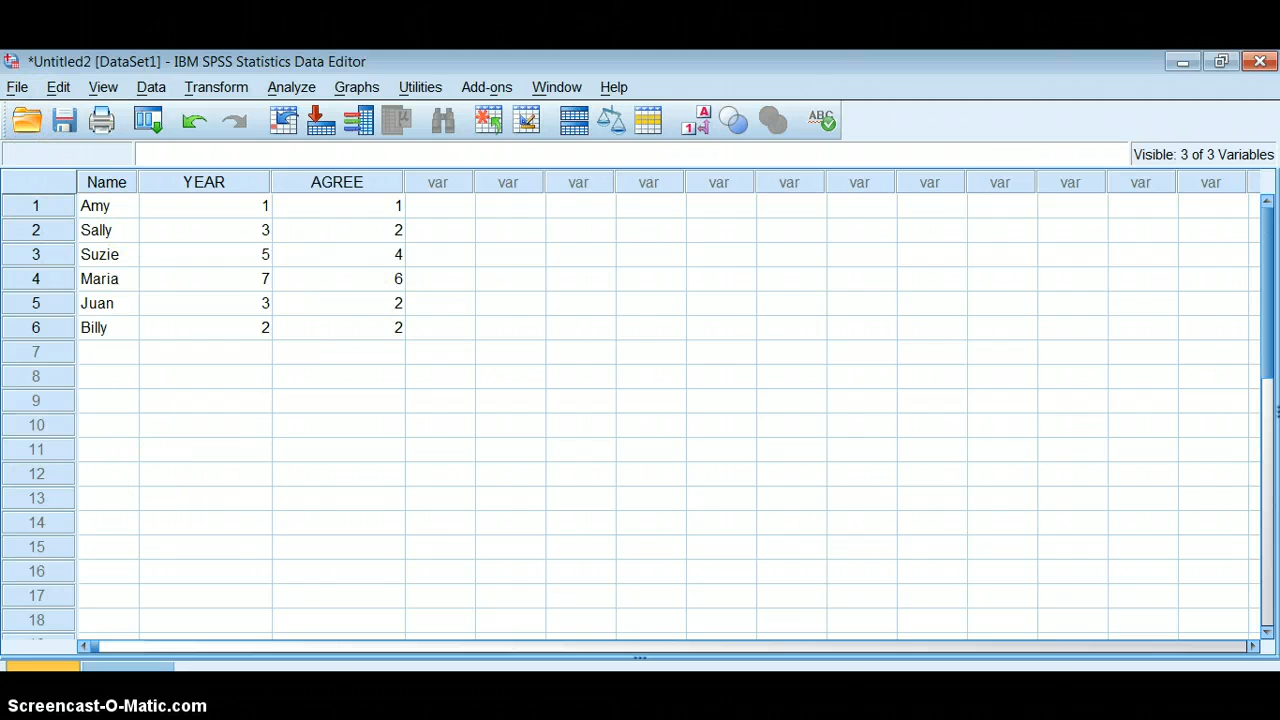 *Untitled2 [DataSet1] - IBM SPSS Statistics Data Editor
File Edit View Data Transform Analyze Graphs Utilities Add-ons Window Help
A 1 ABC
Visible: 3 of 3 Variables
Name YEAR AGREE var var var var var var var var var var var var
1 Amy 1 1
2 Sally 3 2
3 Suzie 5 4
4 Maria 7 6
5 Juan 3 2
6 Billy 2 2
7
8
9
10
11
12
13
14
15
16
17
18
Screencast-O-Matic.com